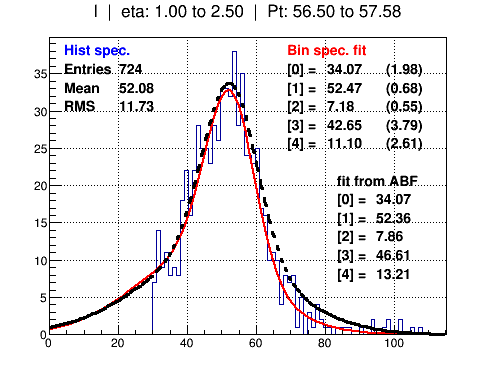 I | eta: 1.00 to 2.50 | Pt: 56.50 to 57.58
Hist spec.
Entries 724
Mean 52.08
RMS 11.73
Bin spec. fit
[0] = 34.07 (1.98)
[1] = 52.47 (0.68)
[2] = 7.18 (0.55)
[3] = 42.65 (3.79)
[4] = 11.10 (2.61)
fit from ABF
[0] = 34.07
[1] = 52.36
[2] = 7.86
[3] = 46.61
[4] = 13.21
35
30
25
20
15
10
5
0
0 20 40 60 80 100